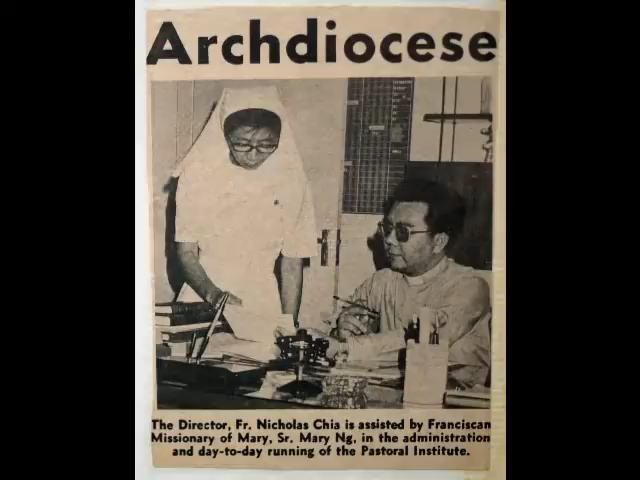 Archdiocese
The Director, Fr. Nicholas Chia is assisted by Franciscan
Missionary of Mary, Sr. Mary Ng, in the administration
and day-to-day running of the Pastoral Institute.